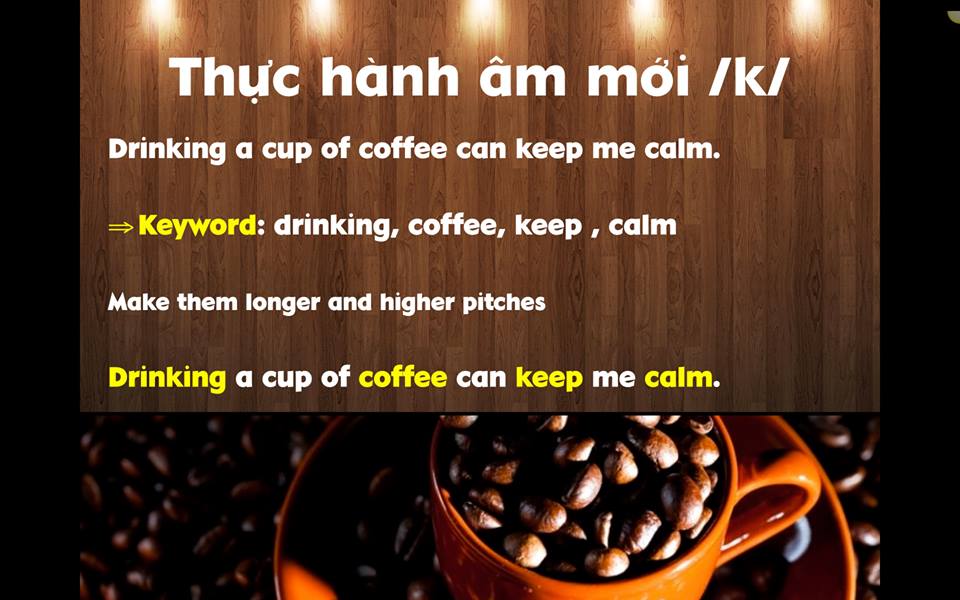 Thực hành âm mới /k/
Drinking a cup of coffee can keep me calm.
⇒ Keyword: drinking, coffee, keep , calm
Make them longer and higher pitches
Drinking a cup of coffee can keep me calm.